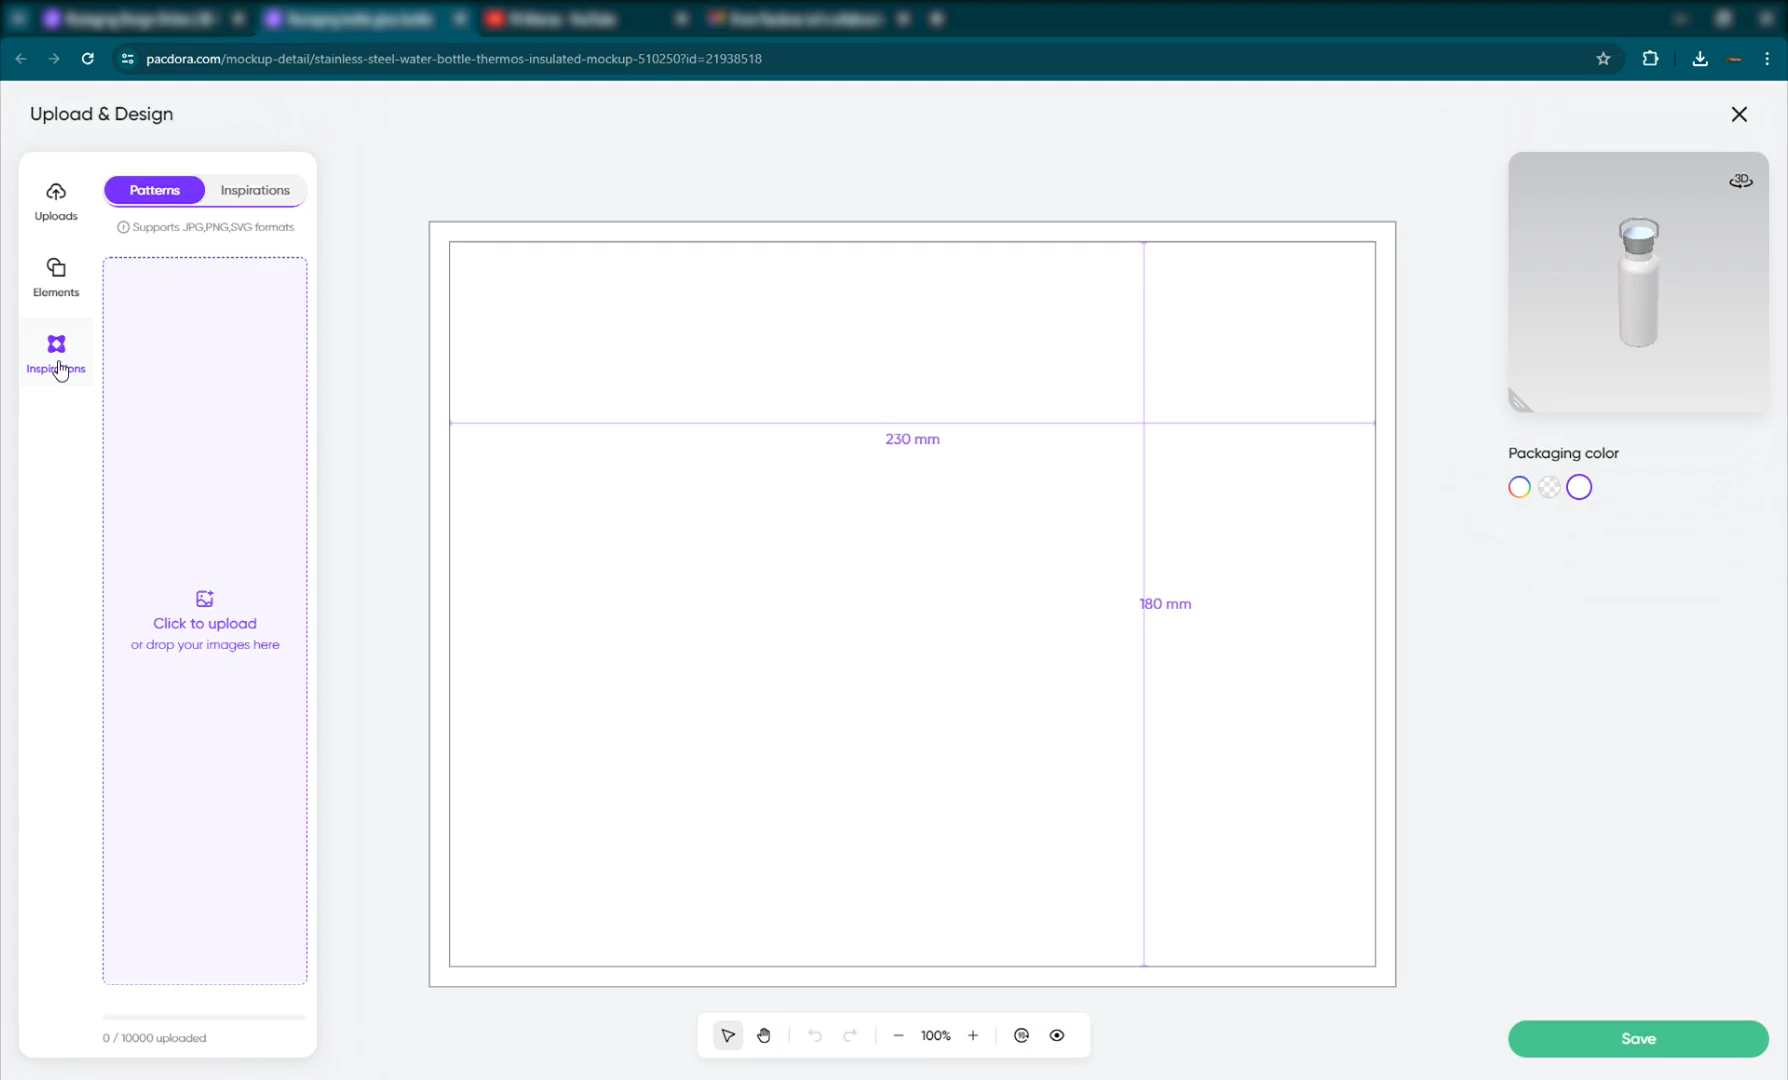 pacdora.com/mockup-detail/stainless-steel-water-bottle-thermos-insulated-mockup-510250?id=21938518
Upload & Design
Uploads
Elements
Inspirations
Patterns
Inspirations
Supports JPG,PNG,SVG formats
Click to upload
or drop your images here
0 / 10000 uploaded
230 mm
180 mm
100%
3D
Packaging color
Save